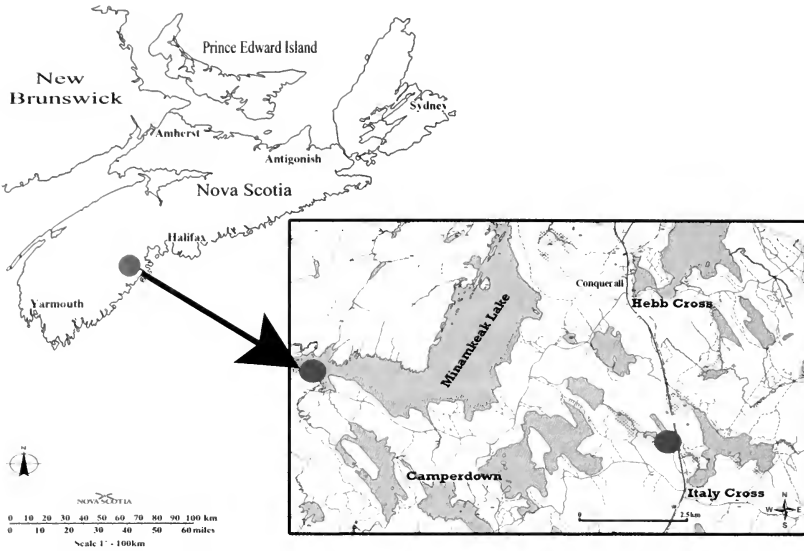 Prince Edward Island
New
Brunswick
Sydney
Amherst
Antigonish
Nova Scotia
Halifax
Yarmouth
Conquerall
Hebb Cross
Minamkeak Lake
Camperdown
Italy Cross
N
W E
S
0 2.5km
N
NOVA SCOTIA
0 10 20 30 40 50 60 70 80 90 100 km
0 10 20 30 40 50 60 miles
Scale 1" - 100km